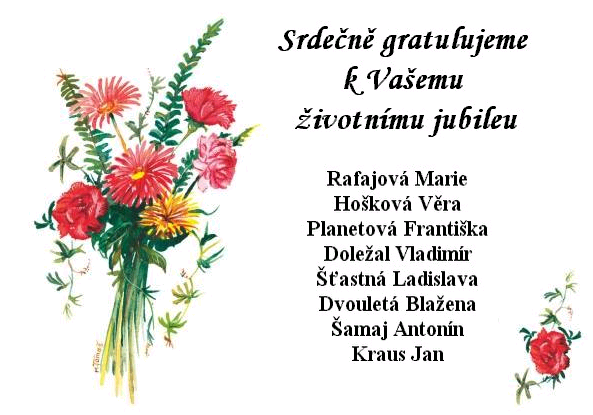 Srdečně gratulujeme
k Vašemu
životnímu jubileu
Rafajová Marie
Hošková Věra
Planetová Františka
Doležal Vladimír
Šťastná Ladislava
Dvouletá Blažena
Šamaj Antonín
Kraus Jan